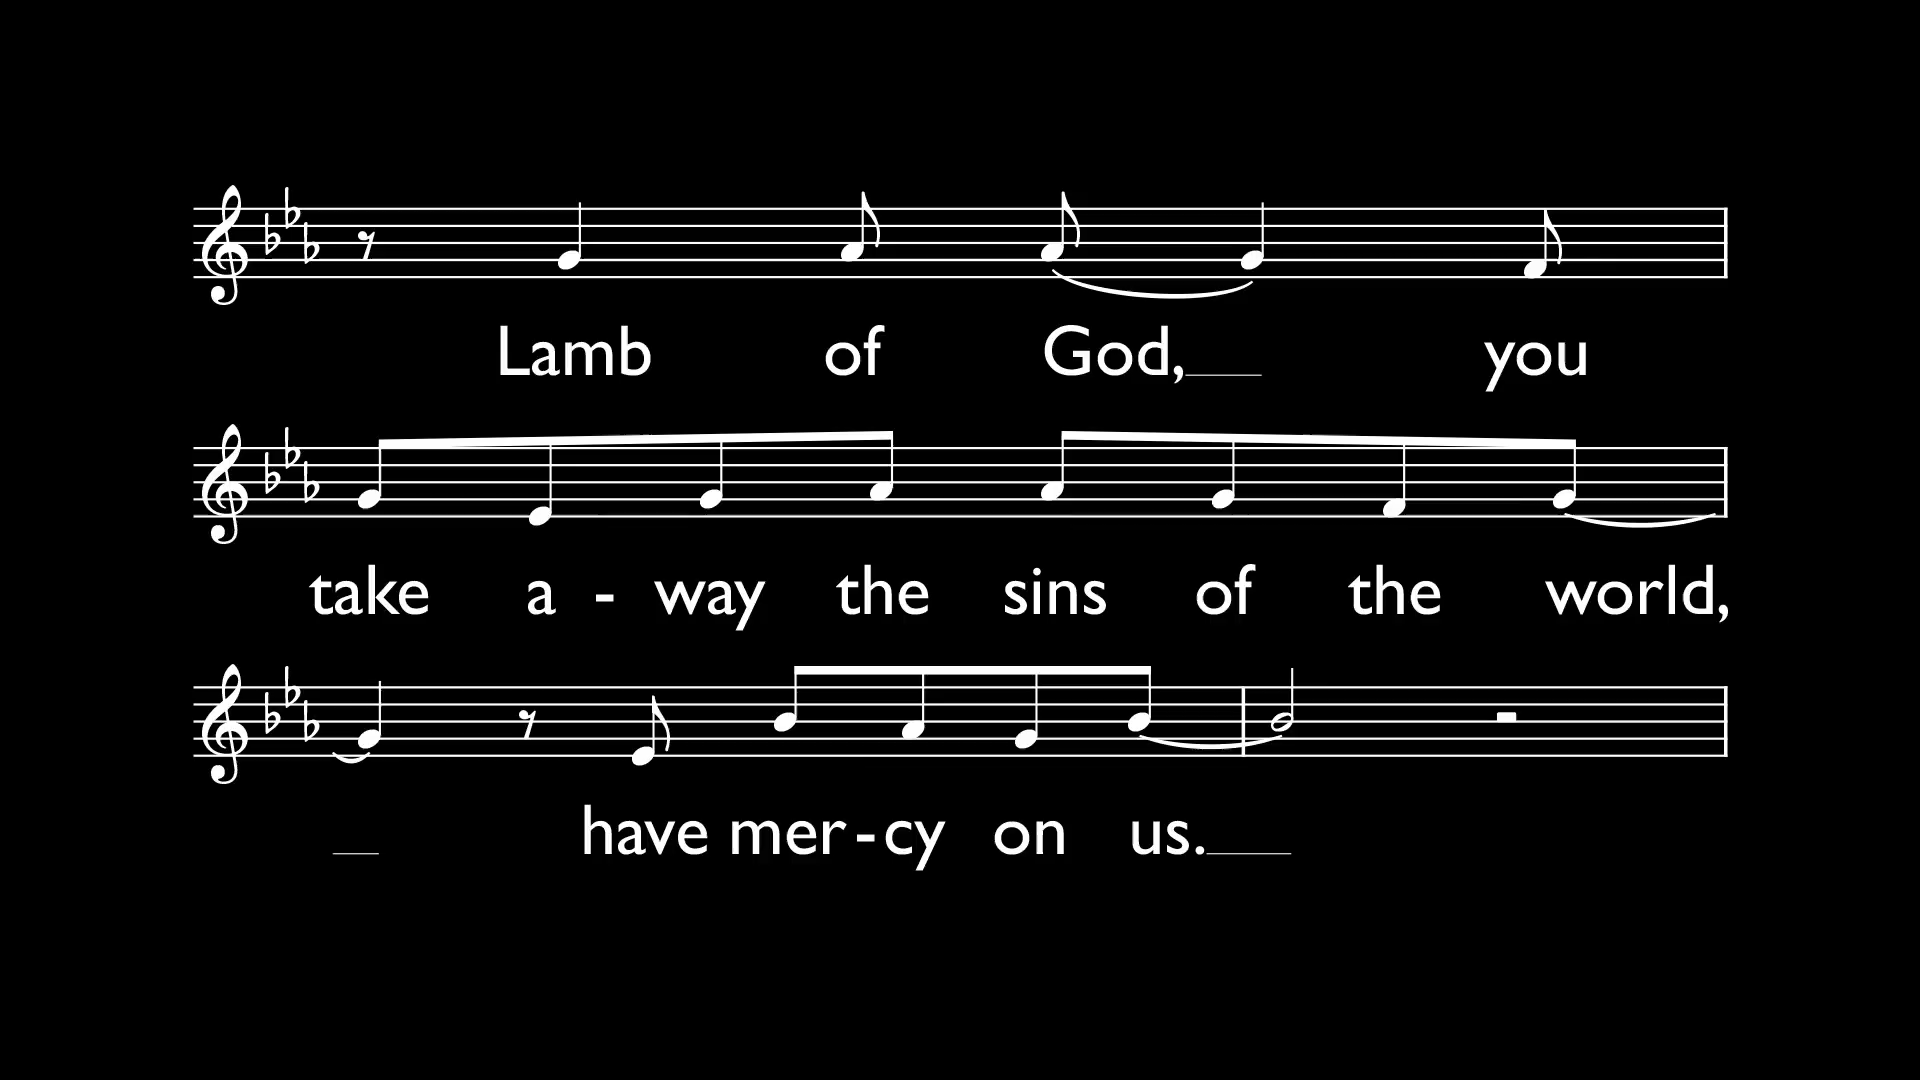 Lamb of God, you
take a - way the sins of the world,
have mer - cy on us.